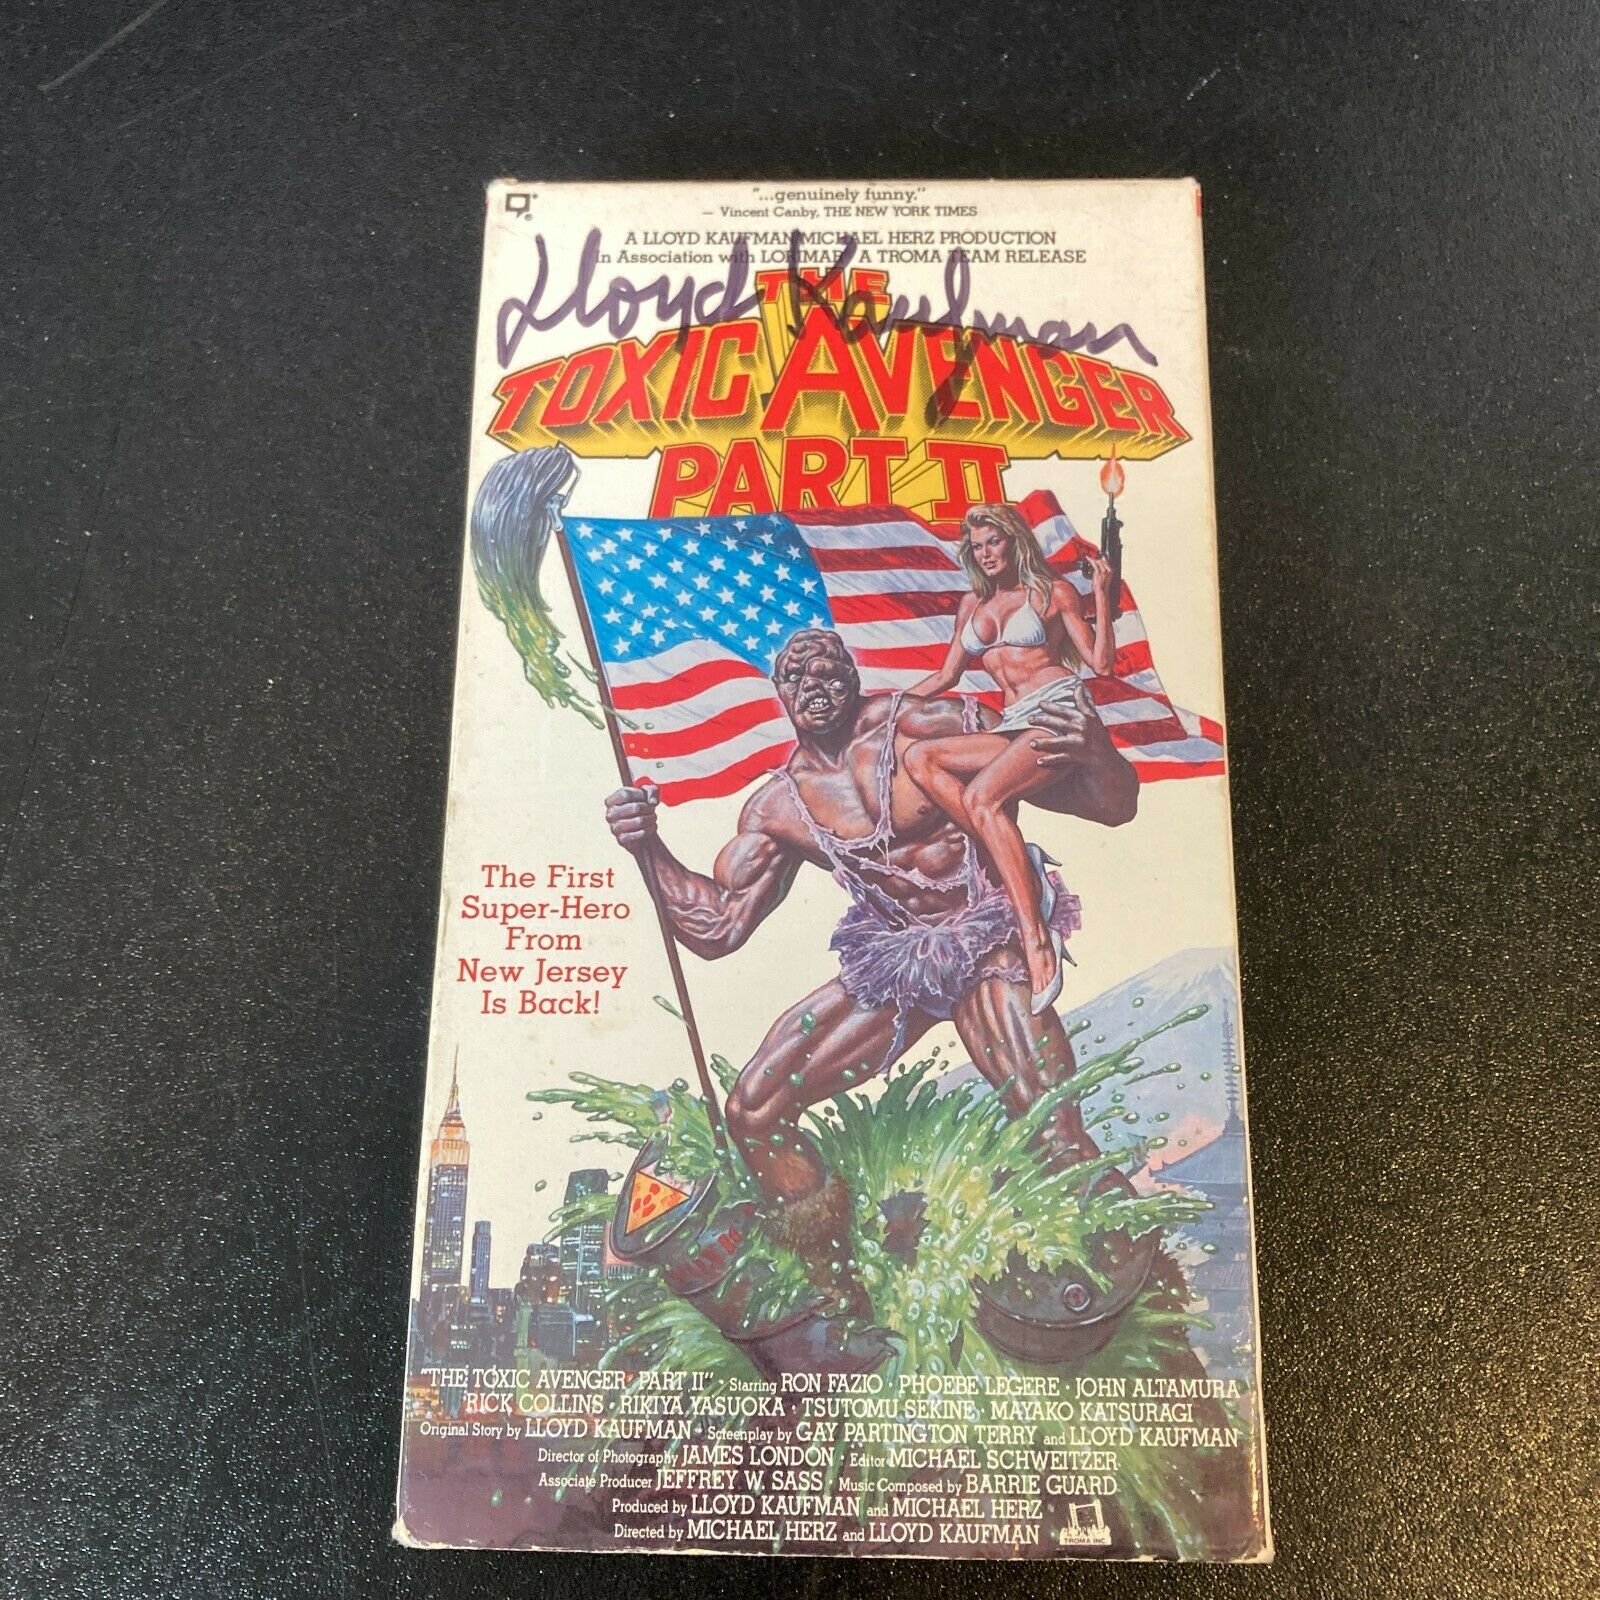 "...genuinely funny."
— Vincent Canby, THE NEW YORK TIMES
A LLOYD KAUFMAN/MICHAEL HERZ PRODUCTION
In Association with LORIMAR A TROMA TEAM RELEASE
Lloyd Kaufman
THE
TOXIC AVENGER
PART II
The First
Super-Hero
From
New Jersey
Is Back!
"THE TOXIC AVENGER PART II" • Starring RON FAZIO • PHOEBE LEGERE • JOHN ALTAMURA
RICK COLLINS • RIKIYA YASUOKA • TSUTOMU SEKINE • MAYAKO KATSURAGI
Original Story by LLOYD KAUFMAN • Screenplay by GAY PARTINGTON TERRY and LLOYD KAUFMAN
Director of Photography JAMES LONDON • Editor MICHAEL SCHWEITZER
Associate Producer JEFFREY W. SASS • Music Composed by BARRIE GUARD
Produced by LLOYD KAUFMAN and MICHAEL HERZ
Directed by MICHAEL HERZ and LLOYD KAUFMAN
TROMA INC.